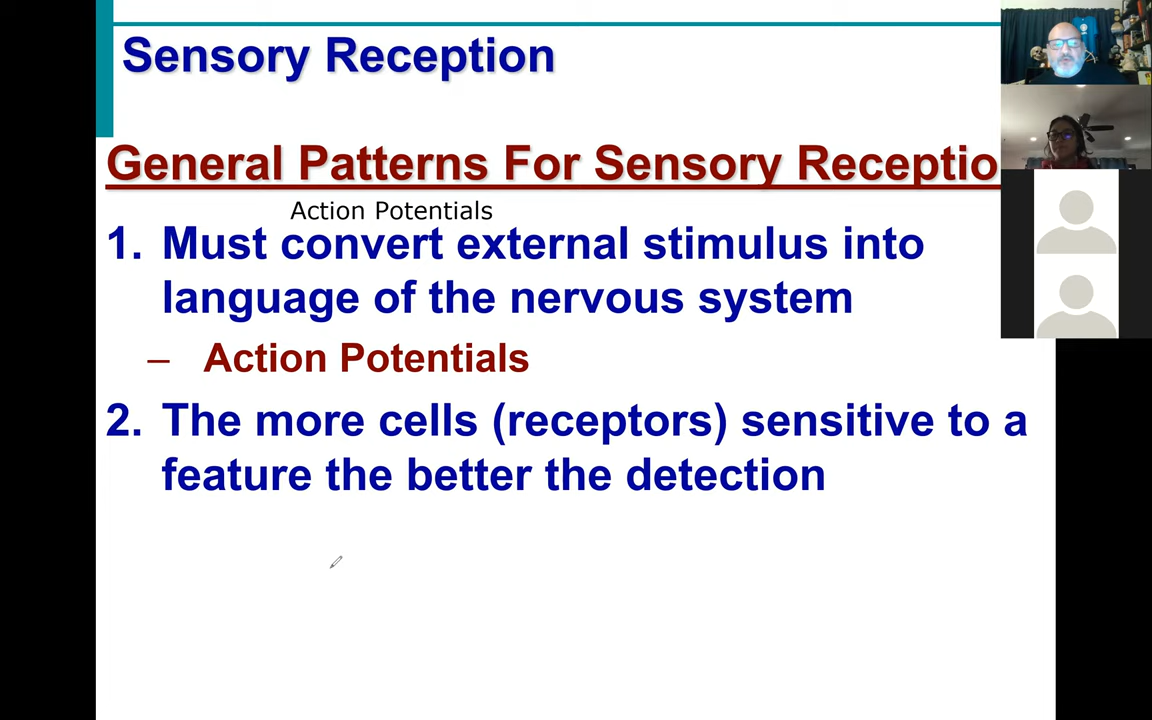 Sensory Reception
General Patterns For Sensory Receptio
Action Potentials
1. Must convert external stimulus into
language of the nervous system
– Action Potentials
2. The more cells (receptors) sensitive to a
feature the better the detection